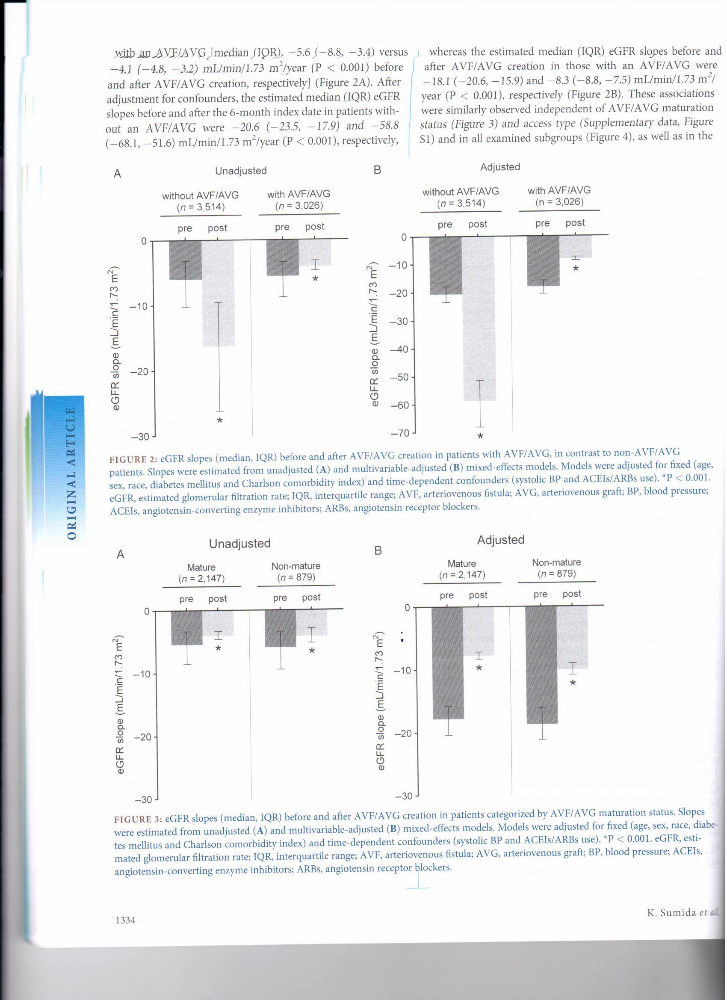 with an AVF/AVG [median (IQR), −5.6 (−8.8, −3.4) versus
−4.1 (−4.8, −3.2) mL/min/1.73 m²/year (P < 0.001) before
and after AVF/AVG creation, respectively] (Figure 2A). After
adjustment for confounders, the estimated median (IQR) eGFR
slopes before and after the 6-month index date in patients with-
out an AVF/AVG were −20.6 (−23.5, −17.9) and −58.8
(−68.1, −51.6) mL/min/1.73 m²/year (P < 0.001), respectively,
whereas the estimated median (IQR) eGFR slopes before and
after AVF/AVG creation in those with an AVF/AVG were
−18.1 (−20.6, −15.9) and −8.3 (−8.8, −7.5) mL/min/1.73 m²/
year (P < 0.001), respectively (Figure 2B). These associations
were similarly observed independent of AVF/AVG maturation
status (Figure 3) and access type (Supplementary data, Figure
S1) and in all examined subgroups (Figure 4), as well as in the
A
Unadjusted
without AVF/AVG
(n = 3,514)
with AVF/AVG
(n = 3,026)
pre post
pre post
0
−10
−20
−30
eGFR slope (mL/min/1.73 m²)
*
*
B
Adjusted
without AVF/AVG
(n = 3,514)
with AVF/AVG
(n = 3,026)
pre post
pre post
0
−10
−20
−30
−40
−50
−60
−70
eGFR slope (mL/min/1.73 m²)
*
*
FIGURE 2: eGFR slopes (median, IQR) before and after AVF/AVG creation in patients with AVF/AVG, in contrast to non-AVF/AVG
patients. Slopes were estimated from unadjusted (A) and multivariable-adjusted (B) mixed-effects models. Models were adjusted for fixed (age,
sex, race, diabetes mellitus and Charlson comorbidity index) and time-dependent confounders (systolic BP and ACEIs/ARBs use). *P < 0.001.
eGFR, estimated glomerular filtration rate; IQR, interquartile range; AVF, arteriovenous fistula; AVG, arteriovenous graft; BP, blood pressure;
ACEIs, angiotensin-converting enzyme inhibitors; ARBs, angiotensin receptor blockers.
ORIGINAL ARTICLE
A
Unadjusted
Mature
(n = 2,147)
Non-mature
(n = 879)
pre post
pre post
0
−10
−20
−30
eGFR slope (mL/min/1.73 m²)
*
*
B
Adjusted
Mature
(n = 2,147)
Non-mature
(n = 879)
pre post
pre post
0
−10
−20
−30
eGFR slope (mL/min/1.73 m²)
*
*
FIGURE 3: eGFR slopes (median, IQR) before and after AVF/AVG creation in patients categorized by AVF/AVG maturation status. Slopes
were estimated from unadjusted (A) and multivariable-adjusted (B) mixed-effects models. Models were adjusted for fixed (age, sex, race, diabe-
tes mellitus and Charlson comorbidity index) and time-dependent confounders (systolic BP and ACEIs/ARBs use). *P < 0.001. eGFR, esti-
mated glomerular filtration rate; IQR, interquartile range; AVF, arteriovenous fistula; AVG, arteriovenous graft; BP, blood pressure; ACEIs,
angiotensin-converting enzyme inhibitors; ARBs, angiotensin receptor blockers.
1334
K. Sumida et al.